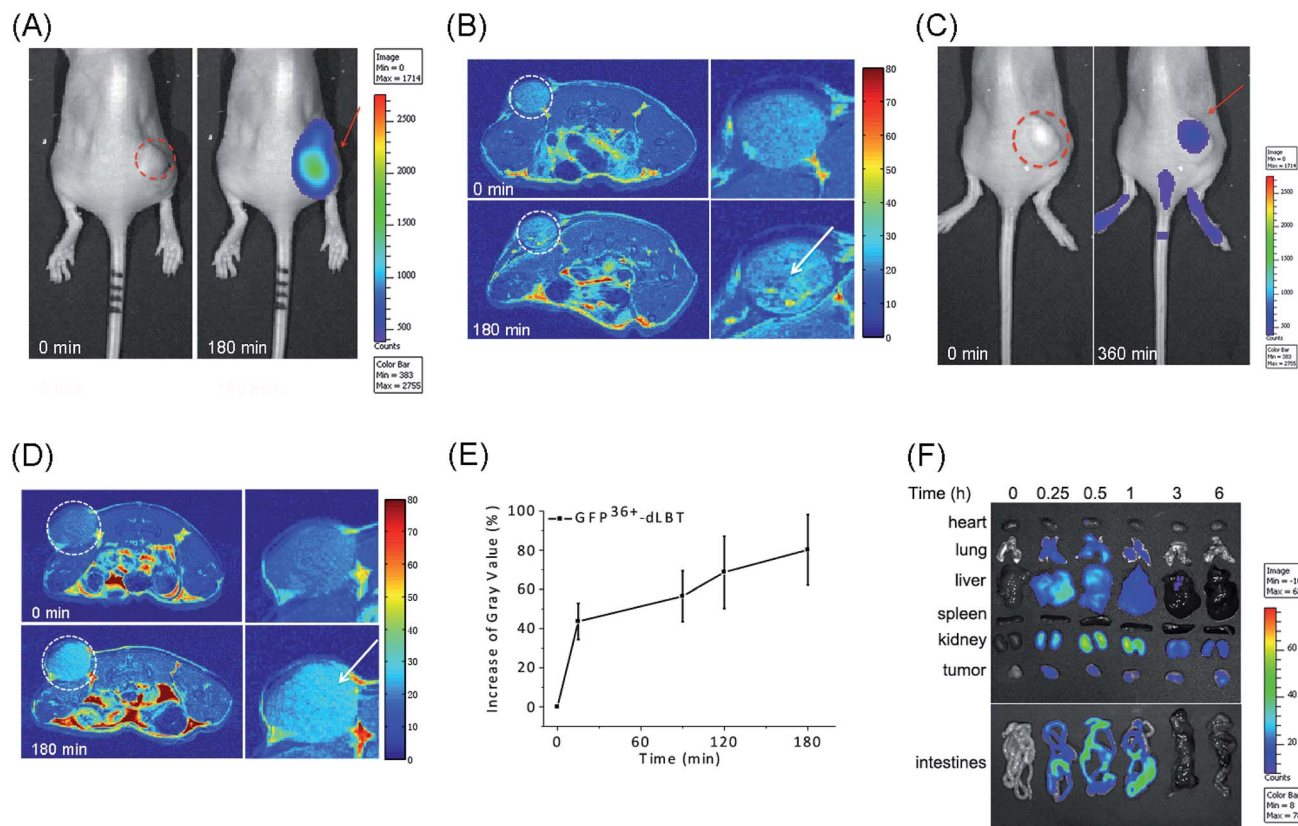 (A)
0 min
180 min
Image
Min = 0
Max = 1714
2500
2000
1500
1000
500
Counts
Color Bar
Min = 383
Max = 2755
(B)
0 min
180 min
80
70
60
50
40
30
20
10
0
(C)
0 min
360 min
Image
Min = 0
Max = 1714
2500
2000
1500
1000
500
Counts
Color Bar
Min = 383
Max = 2755
(D)
0 min
180 min
80
70
60
50
40
30
20
10
0
(E)
GFP36+-dLBT
Increase of Gray Value (%)
100
80
60
40
20
0
0 60 120 180
Time (min)
(F)
Time (h) 0 0.25 0.5 1 3 6
heart
lung
liver
spleen
kidney
tumor
intestines
Image
Min = -10
Max = 63
60
40
20
Counts
Color Bar
Min = 8